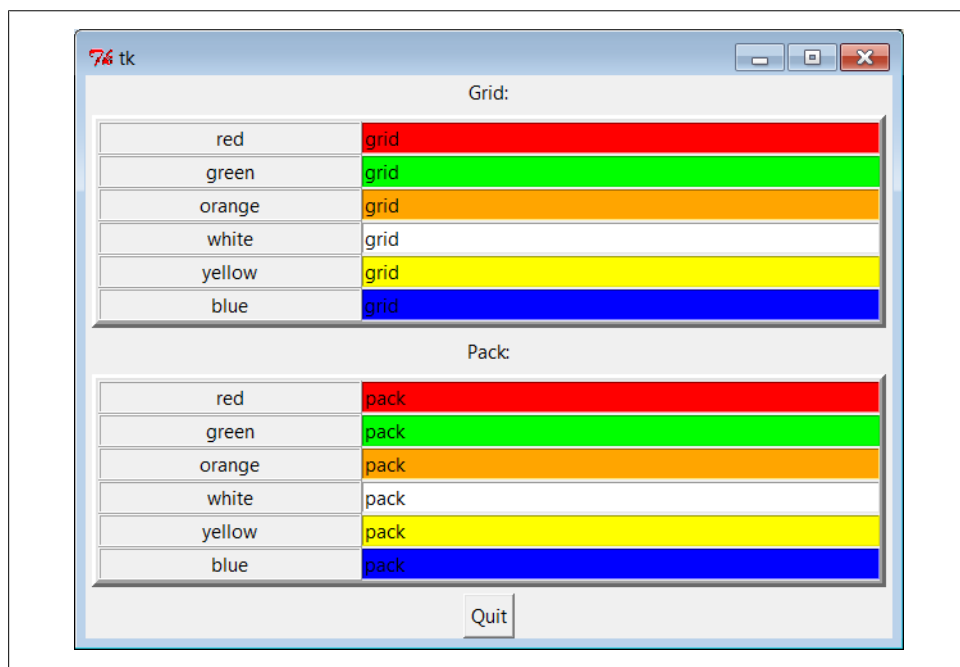 tk
Grid:
red grid
green grid
orange grid
white grid
yellow grid
blue grid
Pack:
red pack
green pack
orange pack
white pack
yellow pack
blue pack
Quit